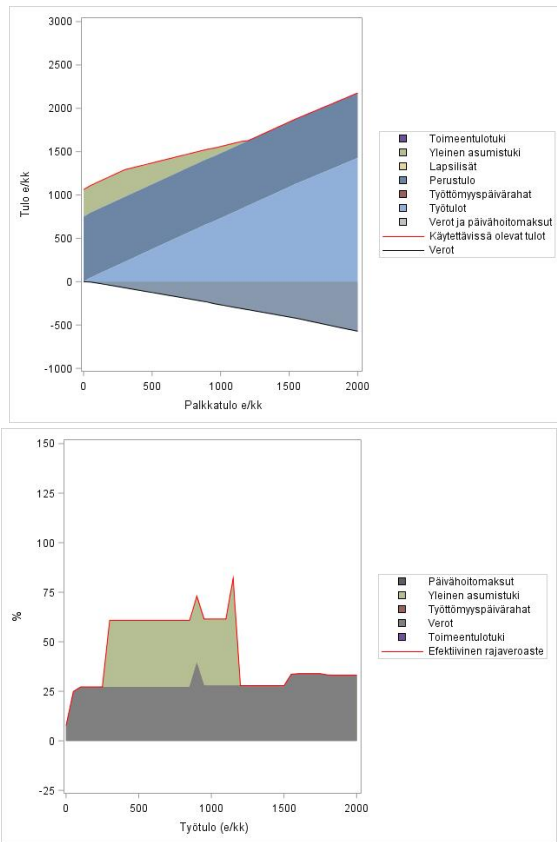 3000
2500
2000
1500
1000
500
0
-500
-1000
Tulo e/kk
0 500 1000 1500 2000
Palkkatulo e/kk
Toimeentulotuki
Yleinen asumistuki
Lapsilisät
Perustulo
Työttömyyspäivärahat
Työtulot
Verot ja päivähoitomaksut
Käytettävissä olevat tulot
Verot
150
125
100
75
50
25
0
-25
%
0 500 1000 1500 2000
Työtulo (e/kk)
Päivähoitomaksut
Yleinen asumistuki
Työttömyyspäivärahat
Verot
Toimeentulotuki
Efektiivinen rajaveroaste